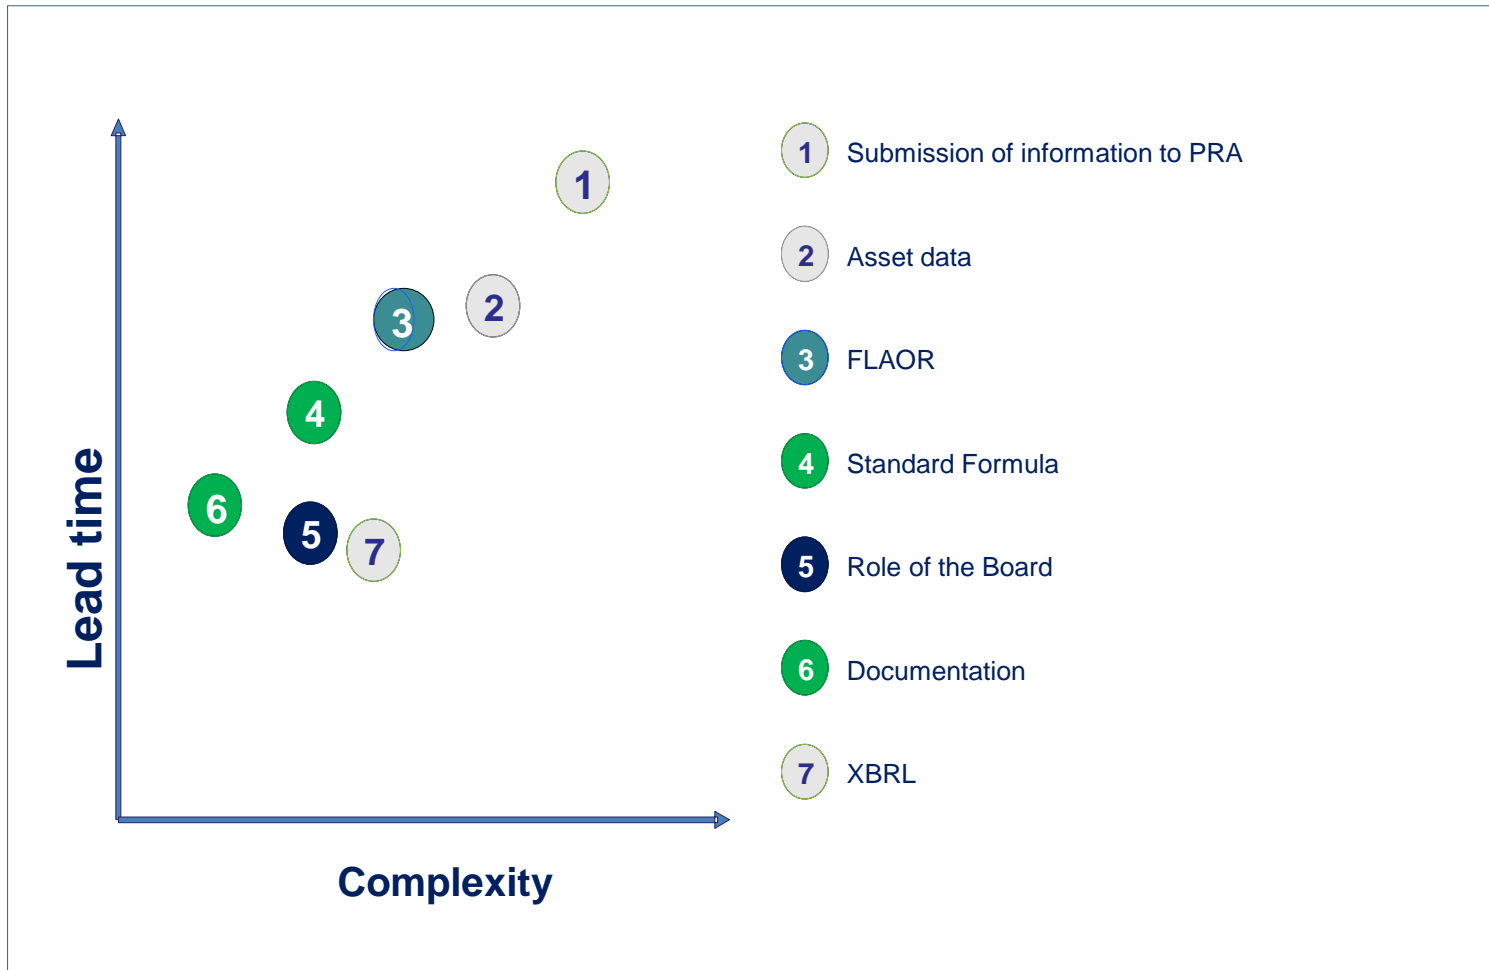 1
2
3
4
6
5
7
Lead time
Complexity
1 Submission of information to PRA
2 Asset data
3 FLAOR
4 Standard Formula
5 Role of the Board
6 Documentation
7 XBRL